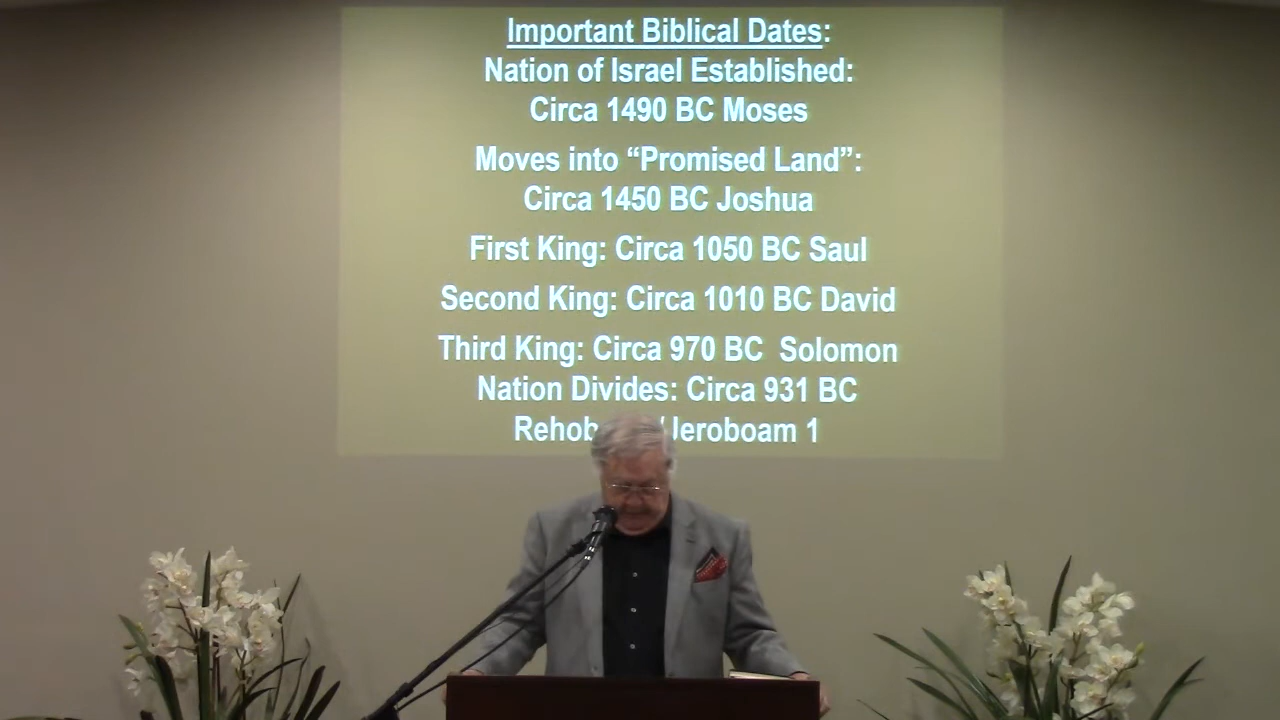 Important Biblical Dates:
Nation of Israel Established:
Circa 1490 BC Moses
Moves into “Promised Land”:
Circa 1450 BC Joshua
First King: Circa 1050 BC Saul
Second King: Circa 1010 BC David
Third King: Circa 970 BC Solomon
Nation Divides: Circa 931 BC
/Jeroboam 1